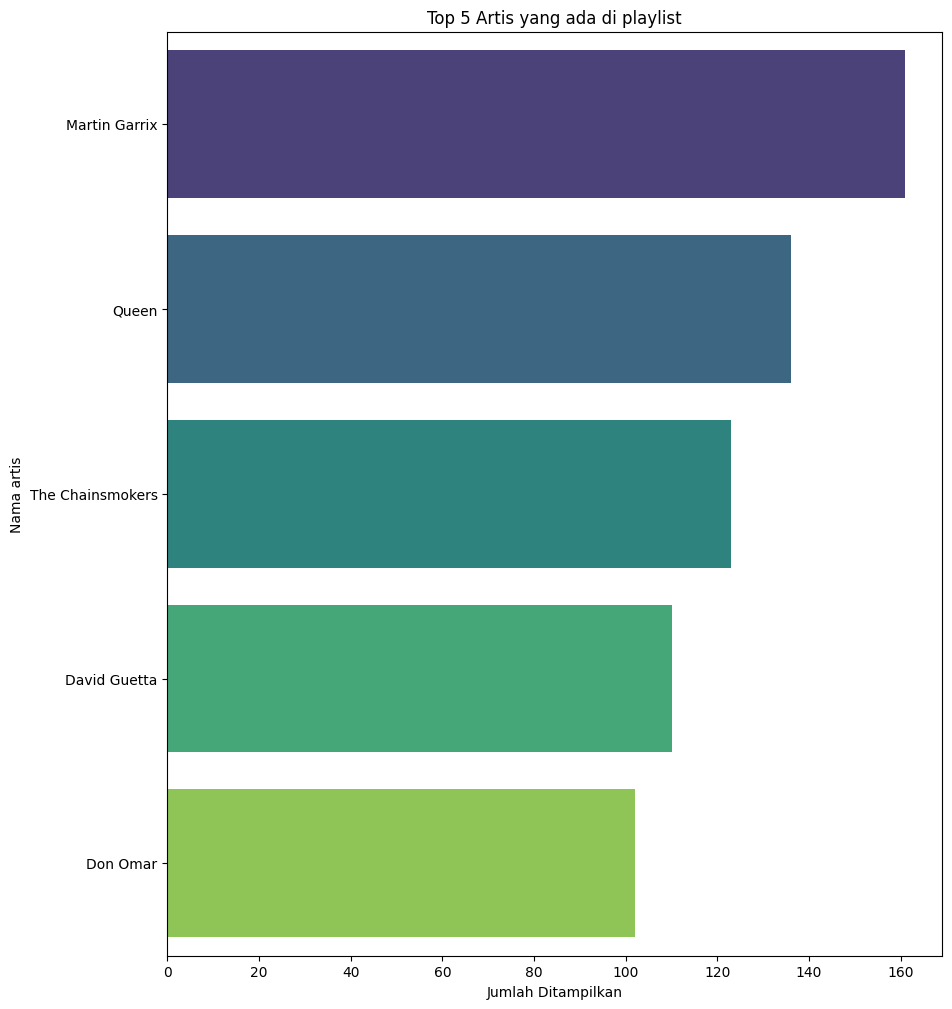 Top 5 Artis yang ada di playlist
Martin Garrix
Queen
The Chainsmokers
David Guetta
Don Omar
Nama artis
0 20 40 60 80 100 120 140 160
Jumlah Ditampilkan